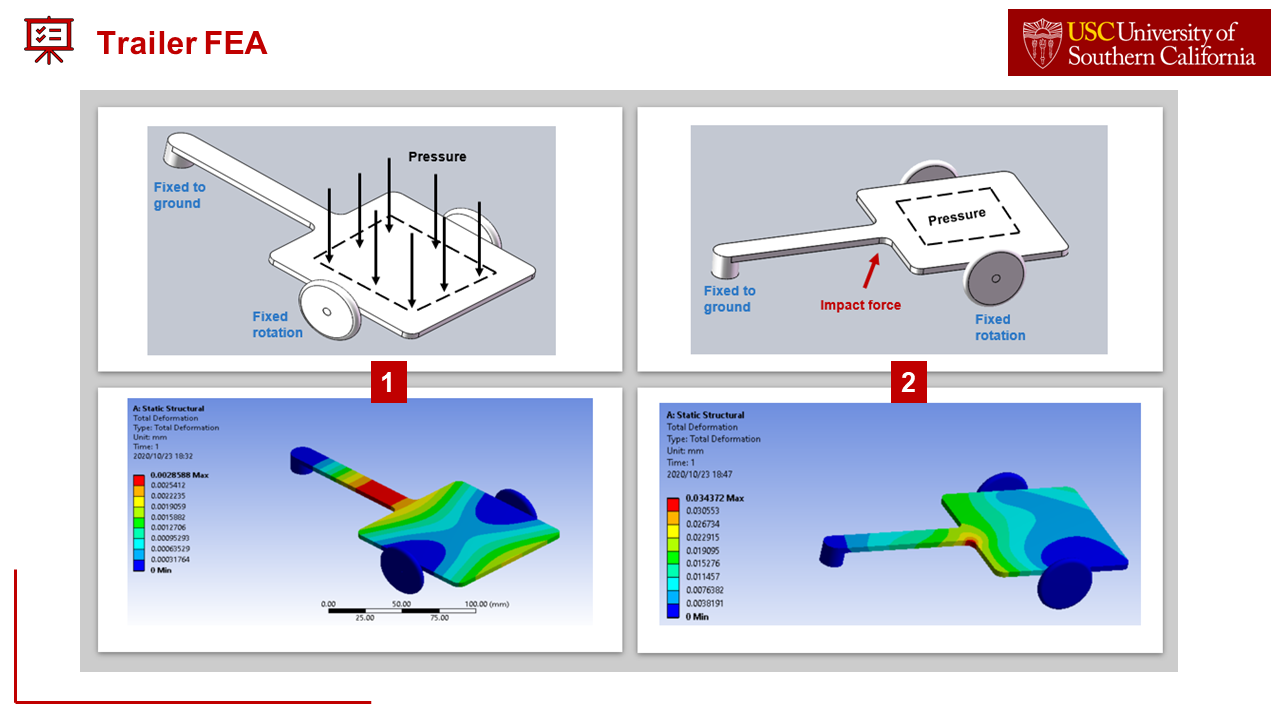 Trailer FEA
USC University of
Southern California
Pressure
Fixed to
ground
Fixed
rotation
Pressure
Fixed to
ground
Impact force
Fixed
rotation
1
2
A: Static Structural
Total Deformation
Type: Total Deformation
Unit: mm
Time: 1
2020/10/23 18:32
0.0028588 Max
0.0025412
0.0022235
0.0019059
0.0015882
0.0012706
0.00095293
0.00063529
0.00031764
0 Min
0.00
50.00
100.00 (mm)
25.00
75.00
A: Static Structural
Total Deformation
Type: Total Deformation
Unit: mm
Time: 1
2020/10/23 18:47
0.034372 Max
0.030553
0.026734
0.022915
0.019095
0.015276
0.011457
0.0076382
0.0038191
0 Min